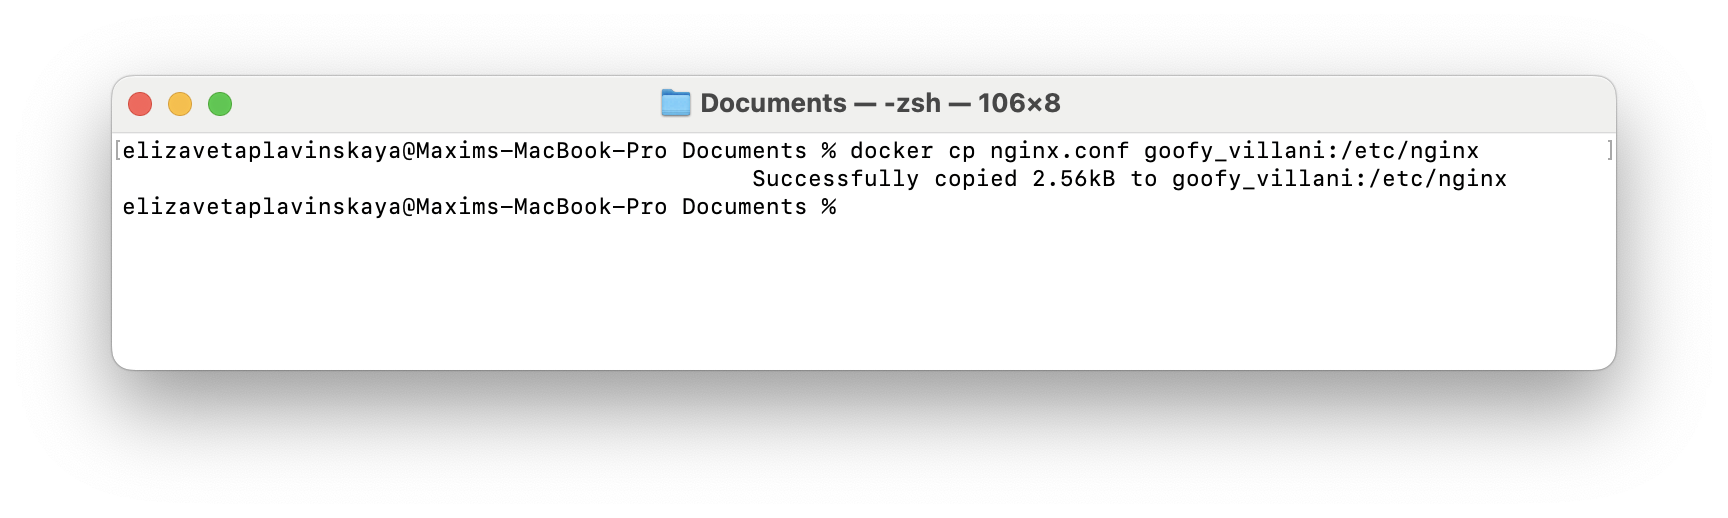 Documents — -zsh — 106×8
[elizavetaplavinskaya@Maxims-MacBook-Pro Documents % docker cp nginx.conf goofy_villani:/etc/nginx ]
Successfully copied 2.56kB to goofy_villani:/etc/nginx
elizavetaplavinskaya@Maxims-MacBook-Pro Documents %